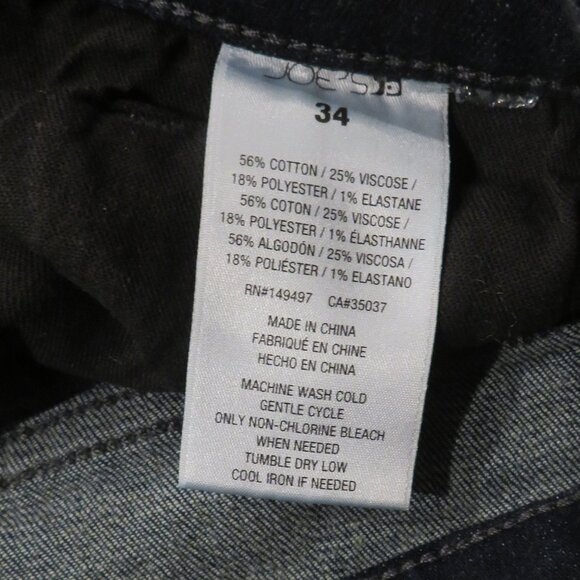 JOE'S
34
56% COTTON / 25% VISCOSE /
18% POLYESTER / 1% ELASTANE
56% COTON / 25% VISCOSE /
18% POLYESTER / 1% ÉLASTHANNE
56% ALGODÓN / 25% VISCOSA /
18% POLIÉSTER / 1% ELASTANO
RN#149497 CA#35037
MADE IN CHINA
FABRIQUÉ EN CHINE
HECHO EN CHINA
MACHINE WASH COLD
GENTLE CYCLE
ONLY NON-CHLORINE BLEACH
WHEN NEEDED
TUMBLE DRY LOW
COOL IRON IF NEEDED